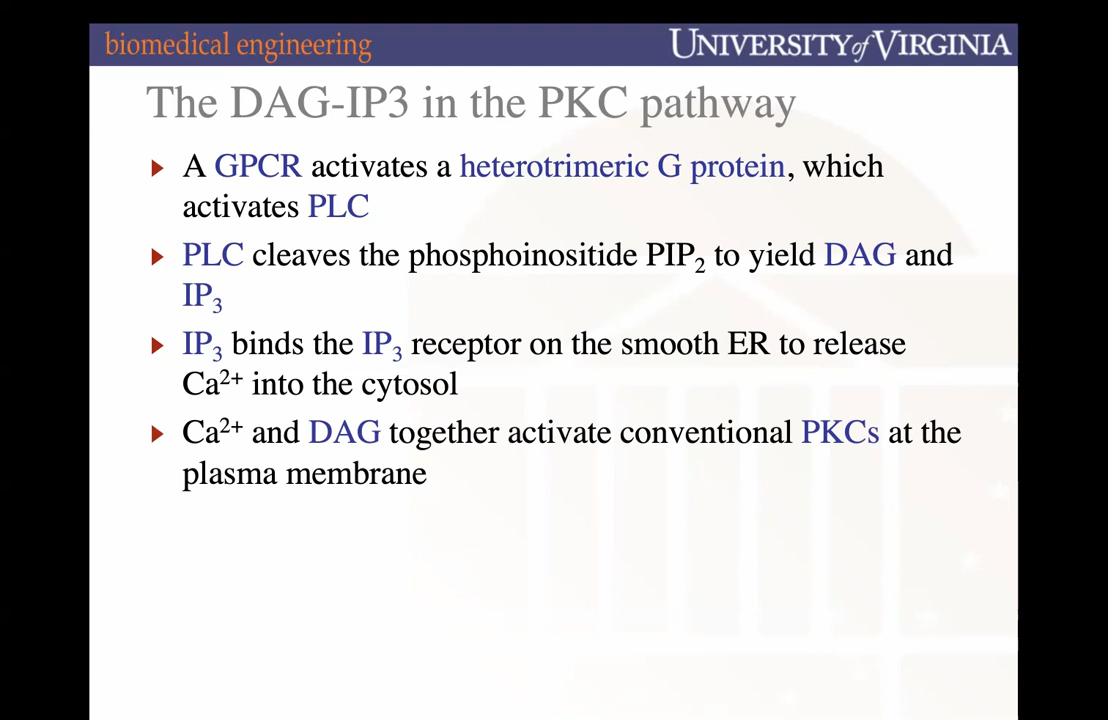 biomedical engineering
UNIVERSITY of VIRGINIA
The DAG-IP3 in the PKC pathway
A GPCR activates a heterotrimeric G protein, which
activates PLC
PLC cleaves the phosphoinositide PIP₂ to yield DAG and
IP₃
IP₃ binds the IP₃ receptor on the smooth ER to release
Ca²⁺ into the cytosol
Ca²⁺ and DAG together activate conventional PKCs at the
plasma membrane